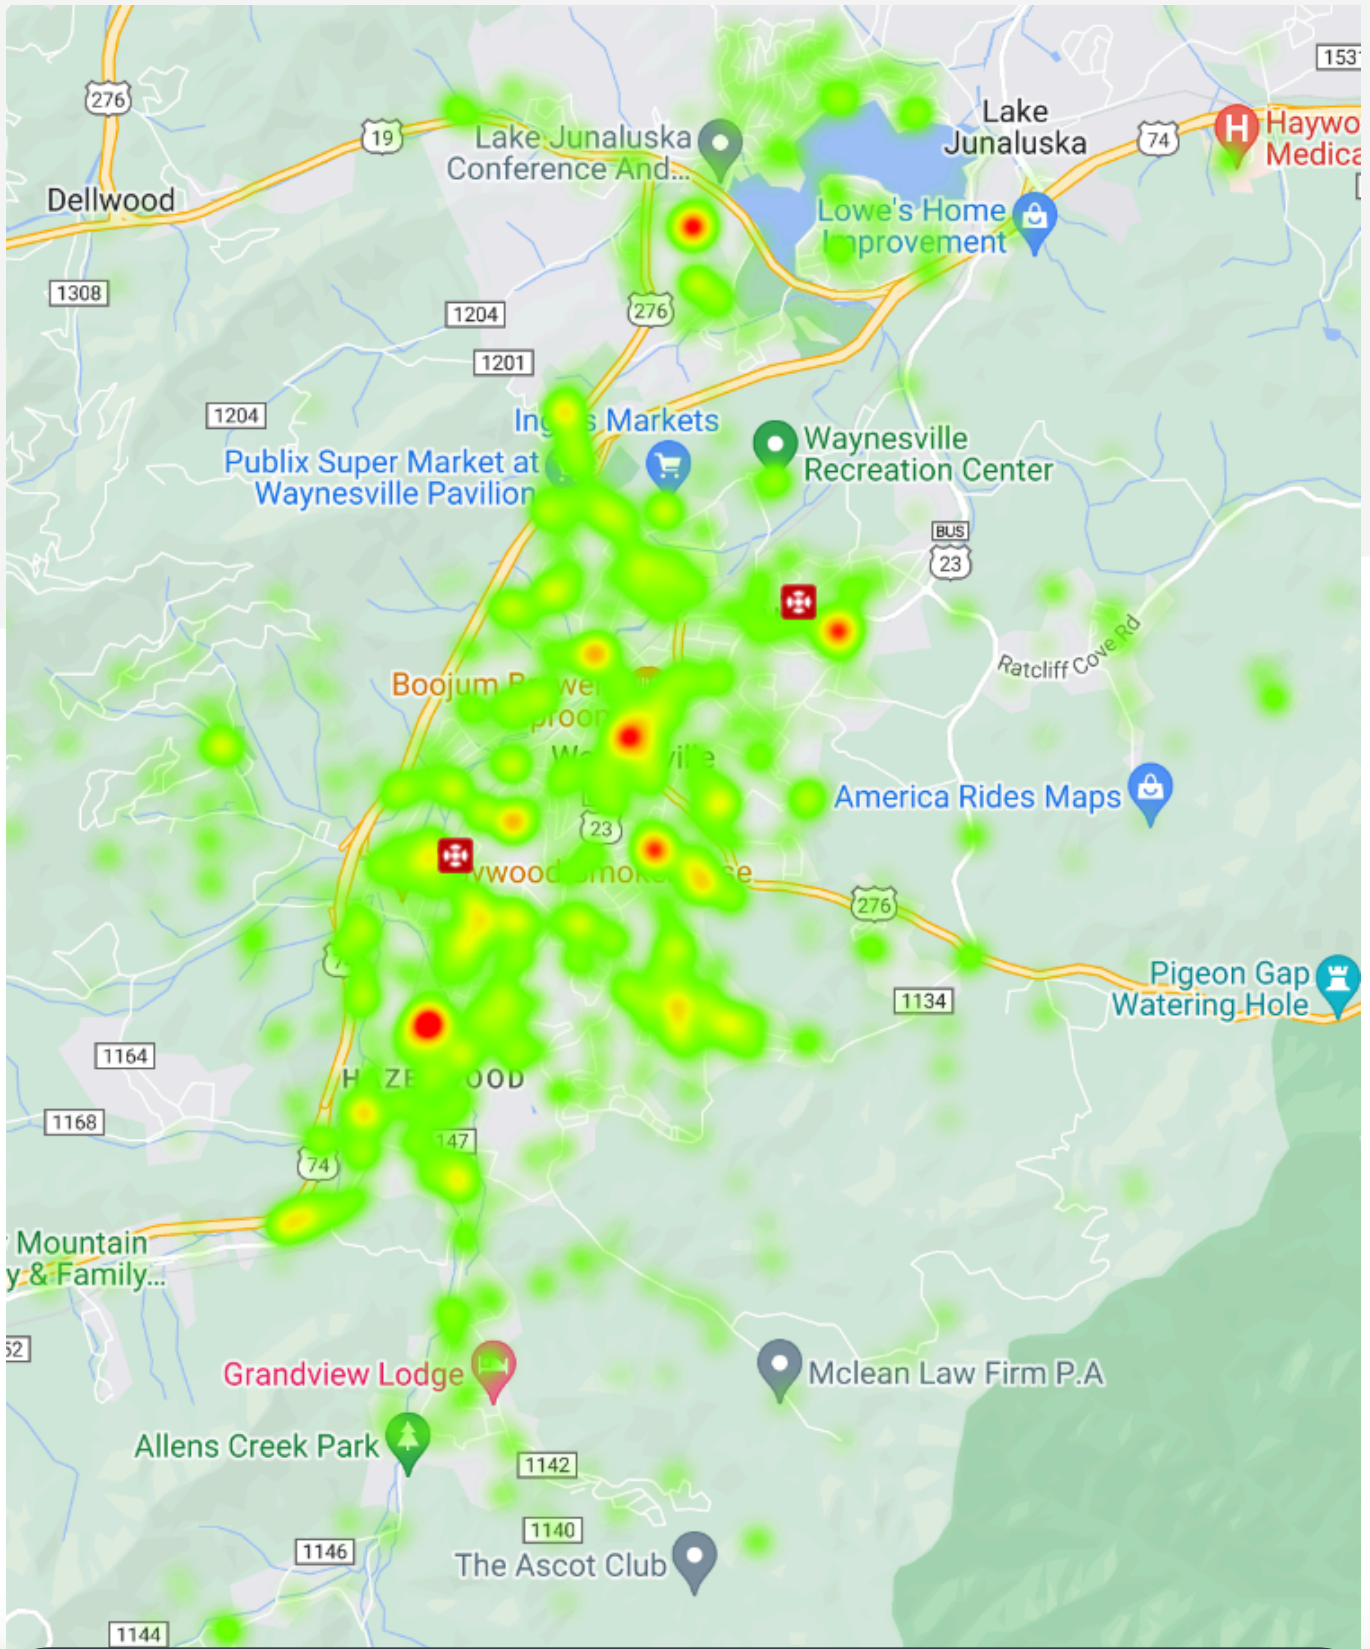 1531
276
19
Lake Junaluska
Conference And...
Lake
Junaluska
74
Haywo
Medica
Dellwood
Lowe's Home
Improvement
1308
1204
276
1201
1204
Markets
Waynesville
Recreation Center
Publix Super Market at
Waynesville Pavilion
BUS
23
Ratcliff Cove Rd
Boojum
America Rides Maps
23
276
Pigeon Gap
Watering Hole
1134
1164
1168
147
74
Mountain
y & Family...
52
Grandview Lodge
Mclean Law Firm P.A
Allens Creek Park
1142
1140
1146
The Ascot Club
1144